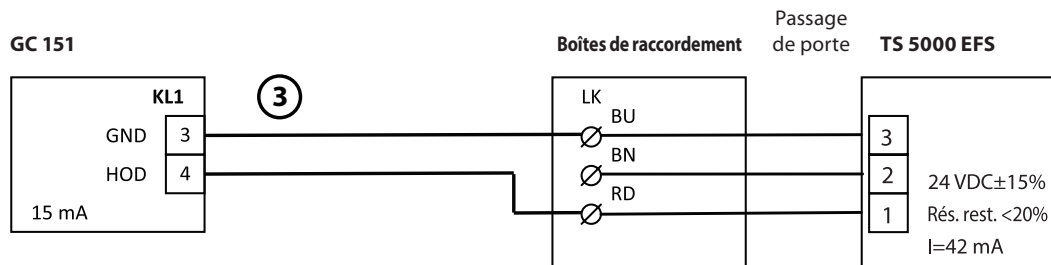 GC 151
Boîtes de raccordement
Passage
de porte
TS 5000 EFS
KL1
3
LK
BU
GND 3
3
BN
HOD 4
2
24 VDC±15%
RD
15 mA
1
Rés. rest. <20%
I=42 mA